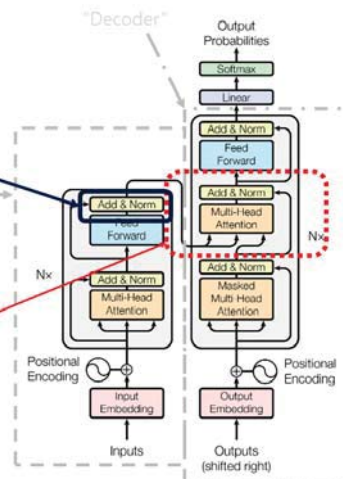 "Decoder"
Output
Probabilities
Softmax
Linear
Add & Norm
Feed
Forward
Add & Norm
Multi-Head
Attention
Nx
Add & Norm
Masked
Multi-Head
Attention
Positional
Encoding
Output
Embedding
Outputs
(shifted right)
Add & Norm
Feed
Forward
Nx
Add & Norm
Multi-Head
Attention
Positional
Encoding
Input
Embedding
Inputs